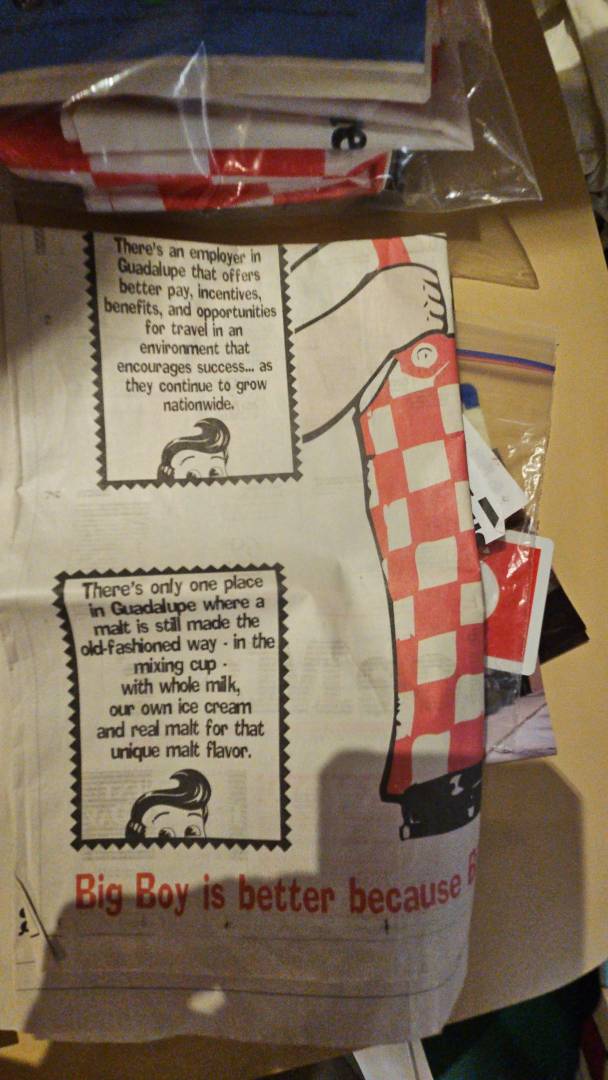 There's an employer in
Guadalupe that offers
better pay, incentives,
benefits, and opportunities
for travel in an
environment that
encourages success... as
they continue to grow
nationwide.
There's only one place
in Guadalupe where a
malt is still made the
old-fashioned way - in the
mixing cup -
with whole milk,
our own ice cream
and real malt for that
unique malt flavor.
Big Boy is better because B